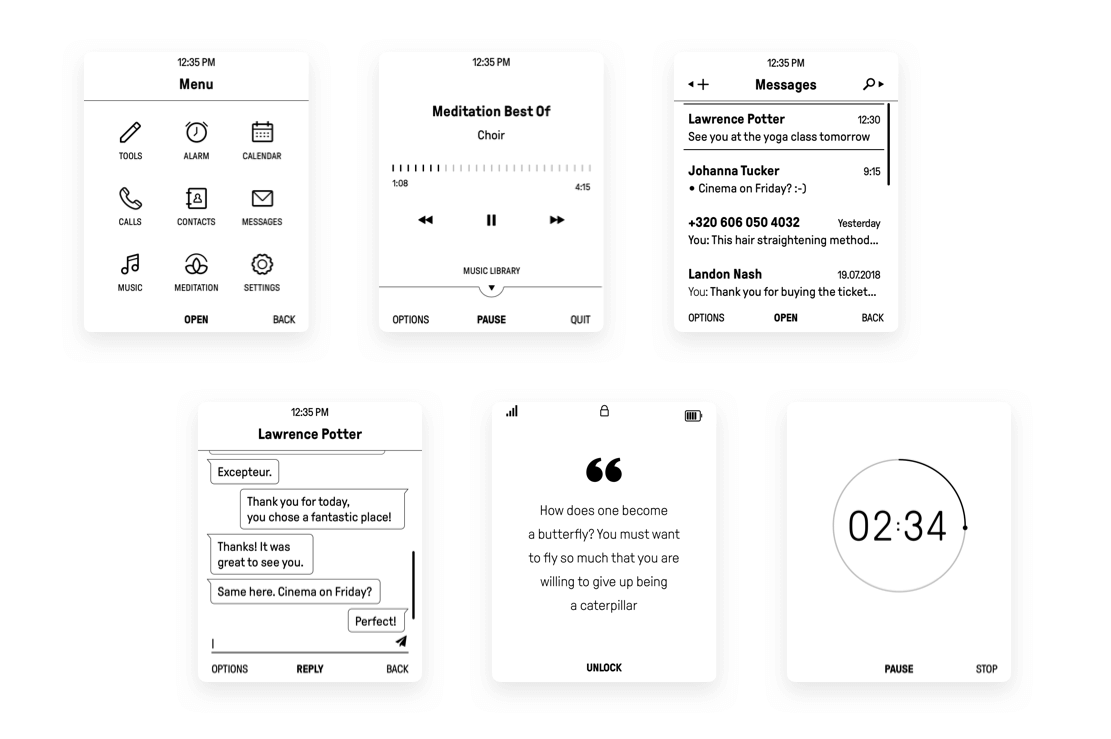 12:35 PM
Menu
TOOLS ALARM CALENDAR
CALLS CONTACTS MESSAGES
MUSIC MEDITATION SETTINGS
OPEN BACK
12:35 PM
Meditation Best Of
Choir
1:08 4:15
MUSIC LIBRARY
OPTIONS PAUSE QUIT
12:35 PM
Messages
Lawrence Potter 12:30
See you at the yoga class tomorrow
Johanna Tucker 9:15
• Cinema on Friday? :-)
+320 606 050 4032 Yesterday
You: This hair straightening method...
Landon Nash 19.07.2018
You: Thank you for buying the ticket...
OPTIONS OPEN BACK
12:35 PM
Lawrence Potter
Excepteur.
Thank you for today,
you chose a fantastic place!
Thanks! It was
great to see you.
Same here. Cinema on Friday?
Perfect!
OPTIONS REPLY BACK
“
How does one become
a butterfly? You must want
to fly so much that you are
willing to give up being
a caterpillar
UNLOCK
02:34
PAUSE STOP